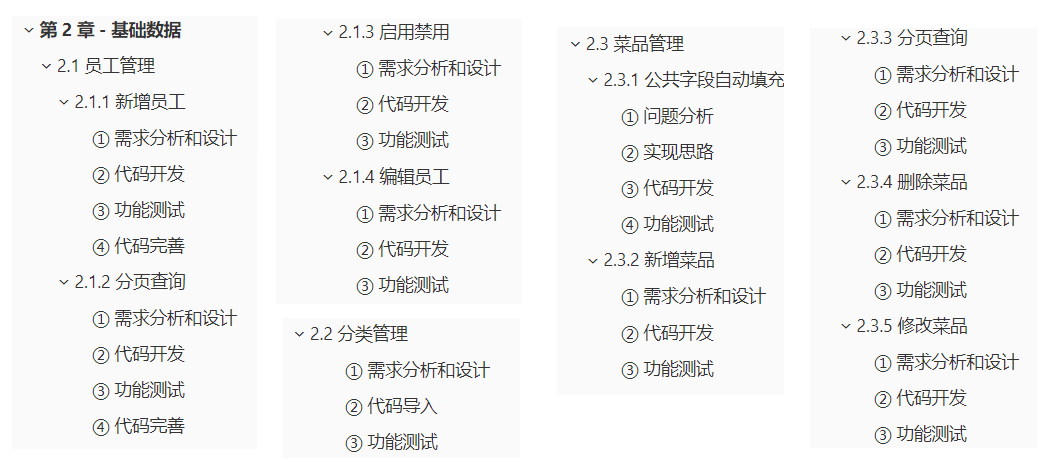 第 2 章 - 基础数据
2.1 员工管理
2.1.1 新增员工
① 需求分析和设计
② 代码开发
③ 功能测试
④ 代码完善
2.1.2 分页查询
① 需求分析和设计
② 代码开发
③ 功能测试
④ 代码完善
2.1.3 启用禁用
① 需求分析和设计
② 代码开发
③ 功能测试
2.1.4 编辑员工
① 需求分析和设计
② 代码开发
③ 功能测试
2.2 分类管理
① 需求分析和设计
② 代码导入
③ 功能测试
2.3 菜品管理
2.3.1 公共字段自动填充
① 问题分析
② 实现思路
③ 代码开发
④ 功能测试
2.3.2 新增菜品
① 需求分析和设计
② 代码开发
③ 功能测试
2.3.3 分页查询
① 需求分析和设计
② 代码开发
③ 功能测试
2.3.4 删除菜品
① 需求分析和设计
② 代码开发
③ 功能测试
2.3.5 修改菜品
① 需求分析和设计
② 代码开发
③ 功能测试